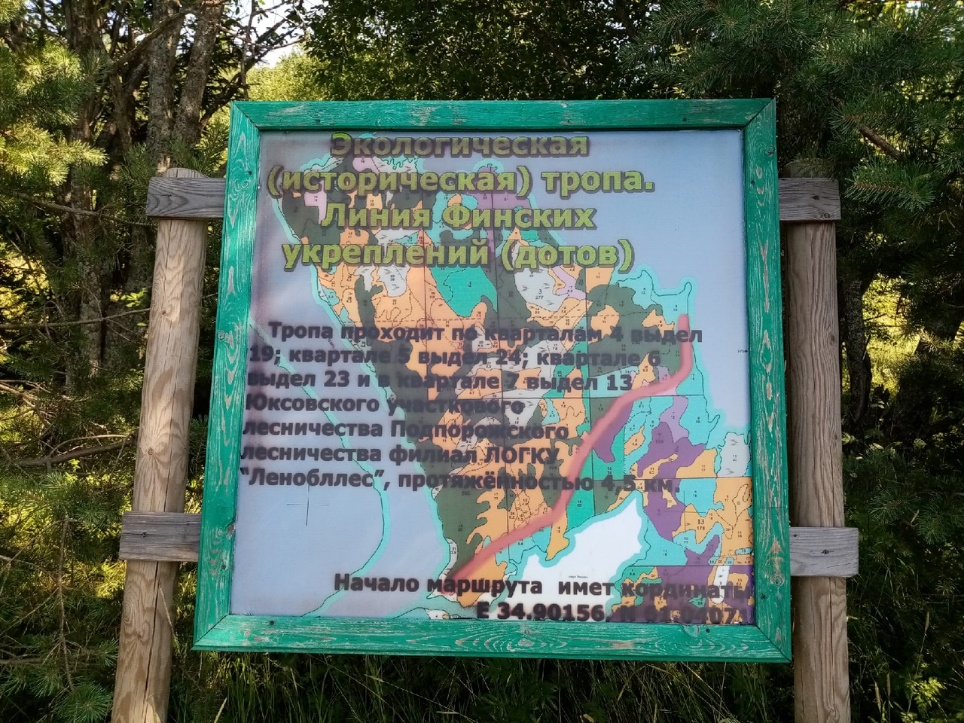 Экологическая
(историческая) тропа.
Линия Финских
укреплений (дотов)
Тропа проходит по кварталам 4 выдел
19; квартале 5 выдел 24; квартале 6
выдел 23 и в квартале 7 выдел 13
Юксовского участкового
лесничества Подпорожского
лесничества филиал ЛОГКУ
"Ленобллес", протяжённостью 4,5 км.
Начало маршрута имет кординаты
E 34.90156,